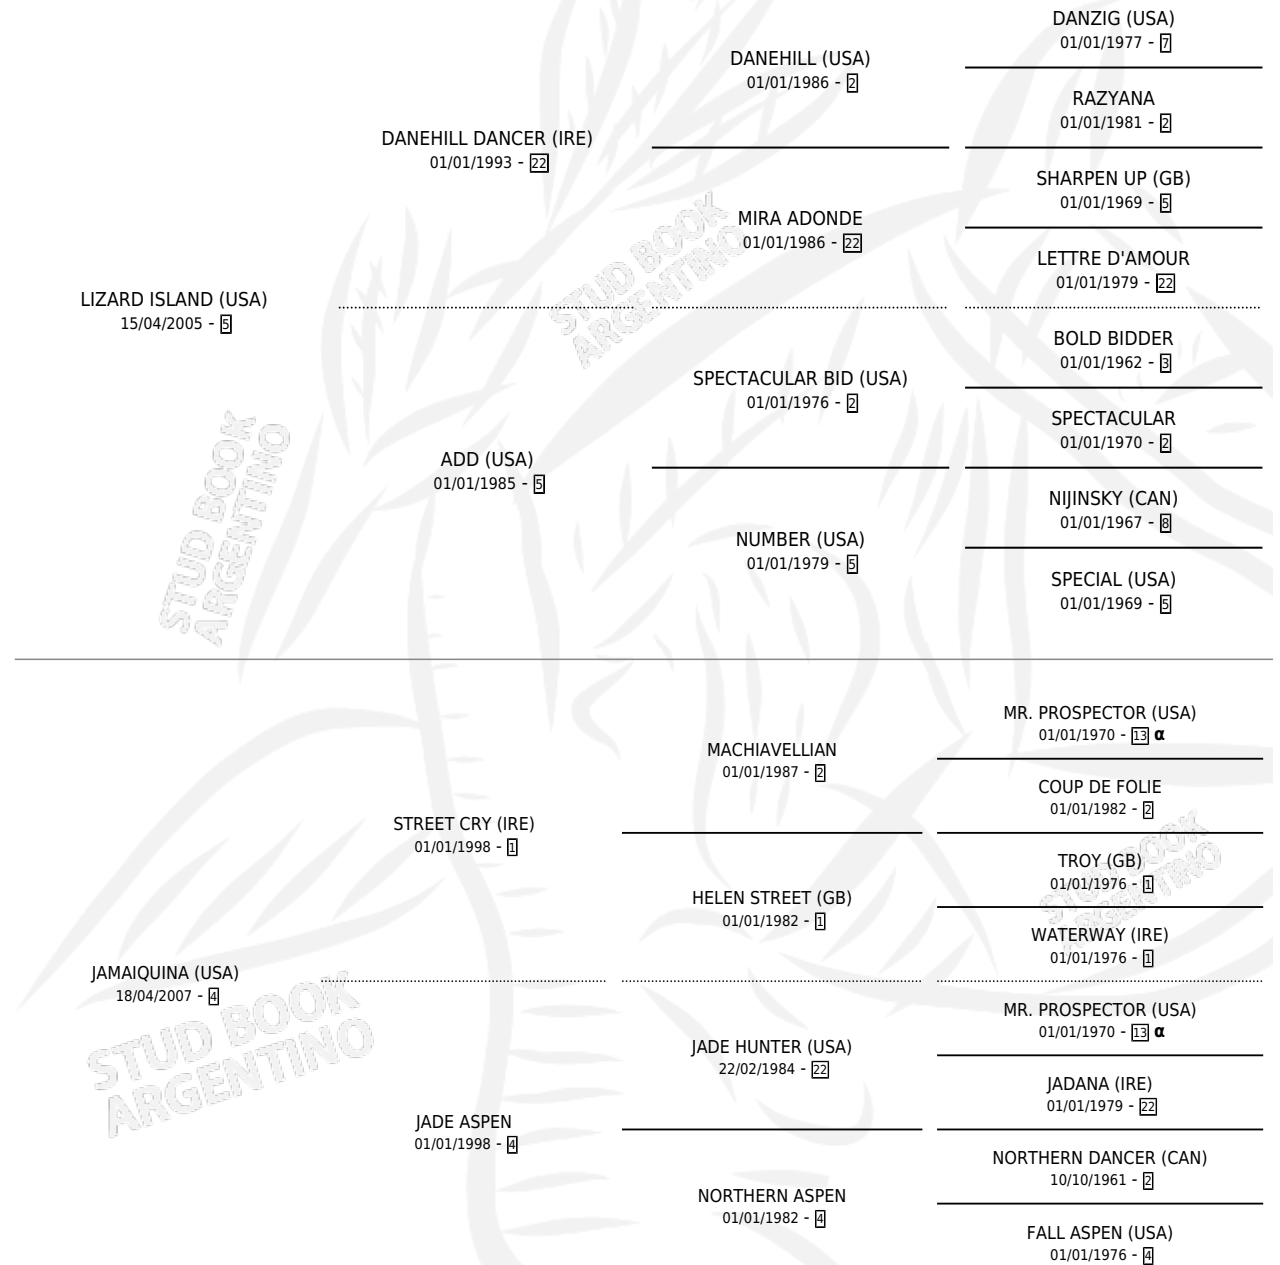 DANZIG (USA)
01/01/1977 - 7
DANEHILL (USA)
01/01/1986 - 2
RAZYANA
01/01/1981 - 2
DANEHILL DANCER (IRE)
01/01/1993 - 22
SHARPEN UP (GB)
01/01/1969 - 5
MIRA ADONDE
01/01/1986 - 22
LETTRE D'AMOUR
01/01/1979 - 22
LIZARD ISLAND (USA)
15/04/2005 - 5
BOLD BIDDER
01/01/1962 - 3
SPECTACULAR BID (USA)
01/01/1976 - 2
SPECTACULAR
01/01/1970 - 2
ADD (USA)
01/01/1985 - 5
NIJINSKY (CAN)
01/01/1967 - 8
NUMBER (USA)
01/01/1979 - 5
SPECIAL (USA)
01/01/1969 - 5
MR. PROSPECTOR (USA)
01/01/1970 - 13 α
MACHIAVELLIAN
01/01/1987 - 2
COUP DE FOLIE
01/01/1982 - 2
STREET CRY (IRE)
01/01/1998 - 1
TROY (GB)
01/01/1976 - 1
HELEN STREET (GB)
01/01/1982 - 1
WATERWAY (IRE)
01/01/1976 - 1
JAMAIQUINA (USA)
18/04/2007 - 4
MR. PROSPECTOR (USA)
01/01/1970 - 13 α
JADE HUNTER (USA)
22/02/1984 - 22
JADANA (IRE)
01/01/1979 - 22
JADE ASPEN
01/01/1998 - 4
NORTHERN DANCER (CAN)
10/10/1961 - 2
NORTHERN ASPEN
01/01/1982 - 4
FALL ASPEN (USA)
01/01/1976 - 4
STUD BOOK
ARGENTINO
STUD BOOK
ARGENTINO
STUD BOOK
ARGENTINO
STUD BOOK
ARGENTINO